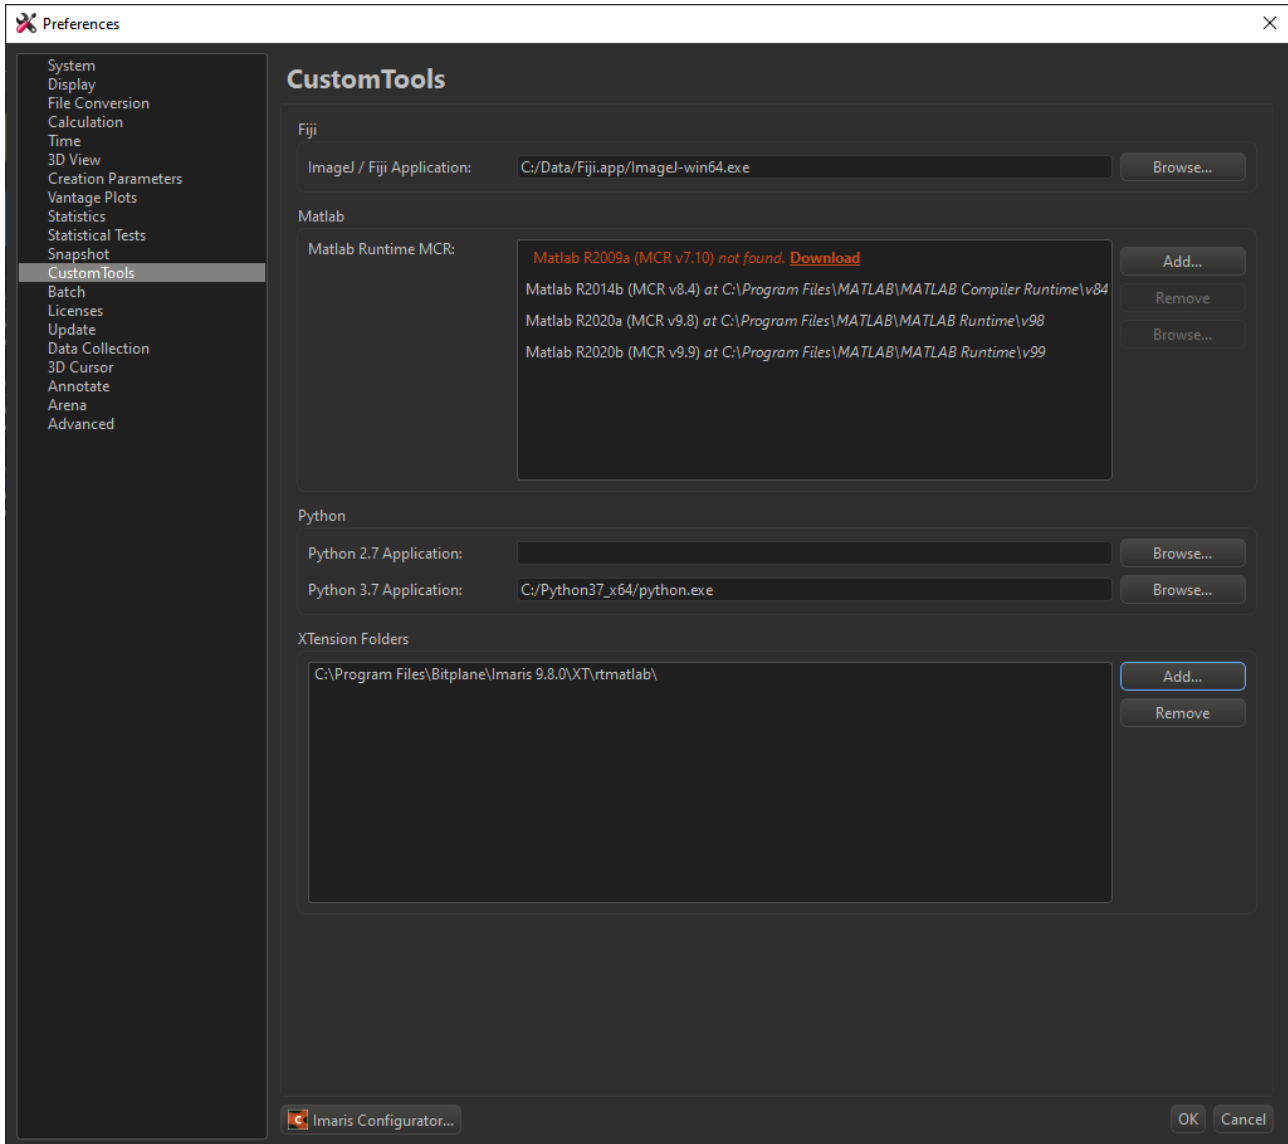 Preferences
System
Display
File Conversion
Calculation
Time
3D View
Creation Parameters
Vantage Plots
Statistics
Statistical Tests
Snapshot
CustomTools
Batch
Licenses
Update
Data Collection
3D Cursor
Annotate
Arena
Advanced
CustomTools
Fiji
ImageJ / Fiji Application: C:/Data/Fiji.app/ImageJ-win64.exe Browse...
Matlab
Matlab Runtime MCR:
Matlab R2009a (MCR v7.10) not found. Download
Matlab R2014b (MCR v8.4) at C:\Program Files\MATLAB\MATLAB Compiler Runtime\v84
Matlab R2020a (MCR v9.8) at C:\Program Files\MATLAB\MATLAB Runtime\v98
Matlab R2020b (MCR v9.9) at C:\Program Files\MATLAB\MATLAB Runtime\v99
Add...
Remove
Browse...
Python
Python 2.7 Application: Browse...
Python 3.7 Application: C:/Python37_x64/python.exe Browse...
XTension Folders
C:\Program Files\Bitplane\Imaris 9.8.0\XT\rtmatlab\
Add...
Remove
C Imaris Configurator...
OK Cancel